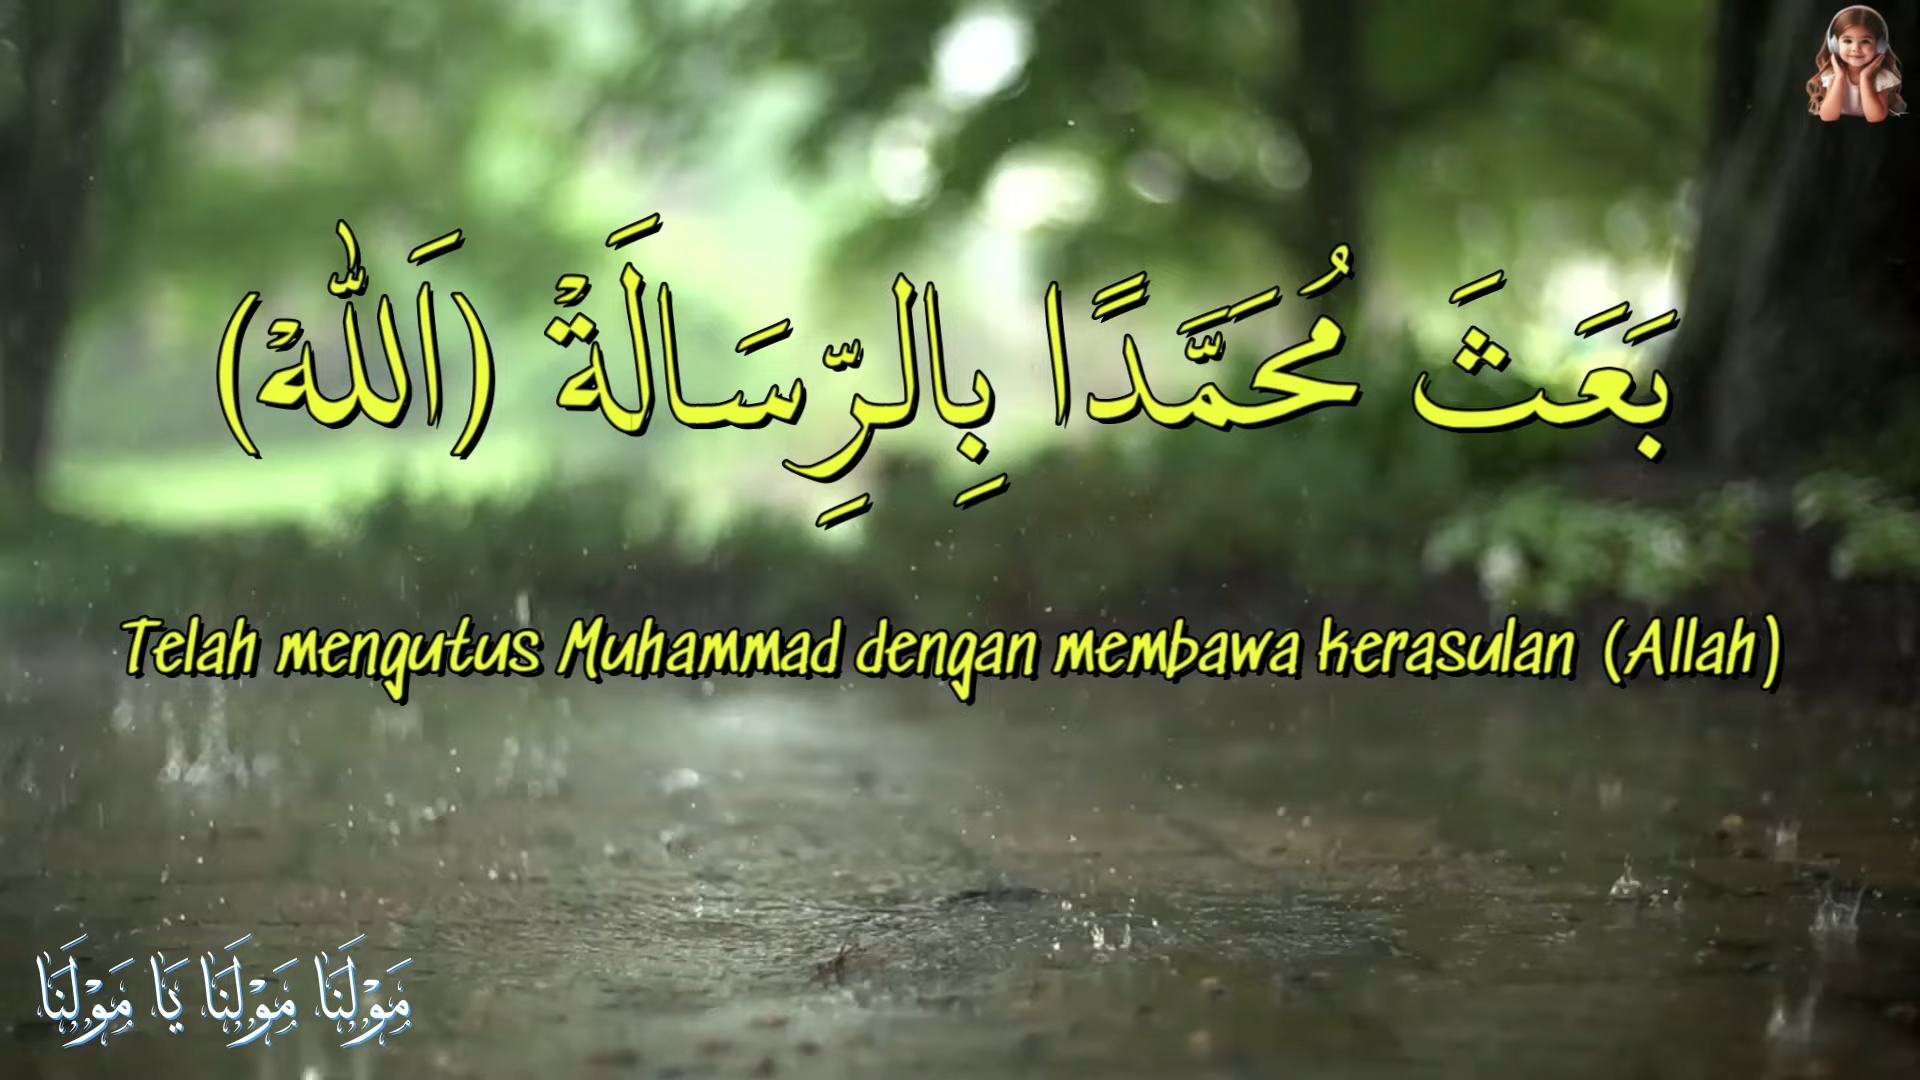 بَعَثَ مُحَمَّدًا بِالرِّسَالَةْ (اَللّٰهْ)
Telah mengutus Muhammad dengan membawa kerasulan (Allah)
مَوْلَنَا مَوْلَنَا يَا مَوْلَنَا